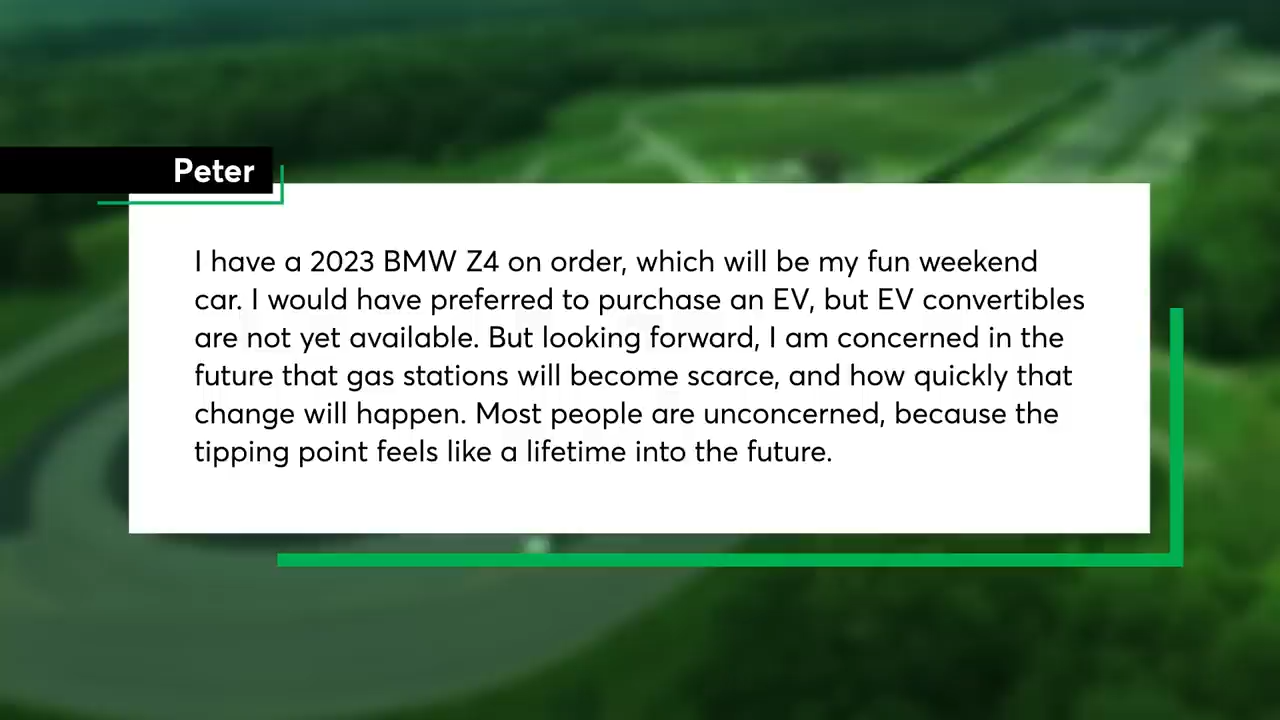 Peter
I have a 2023 BMW Z4 on order, which will be my fun weekend
car. I would have preferred to purchase an EV, but EV convertibles
are not yet available. But looking forward, I am concerned in the
future that gas stations will become scarce, and how quickly that
change will happen. Most people are unconcerned, because the
tipping point feels like a lifetime into the future.